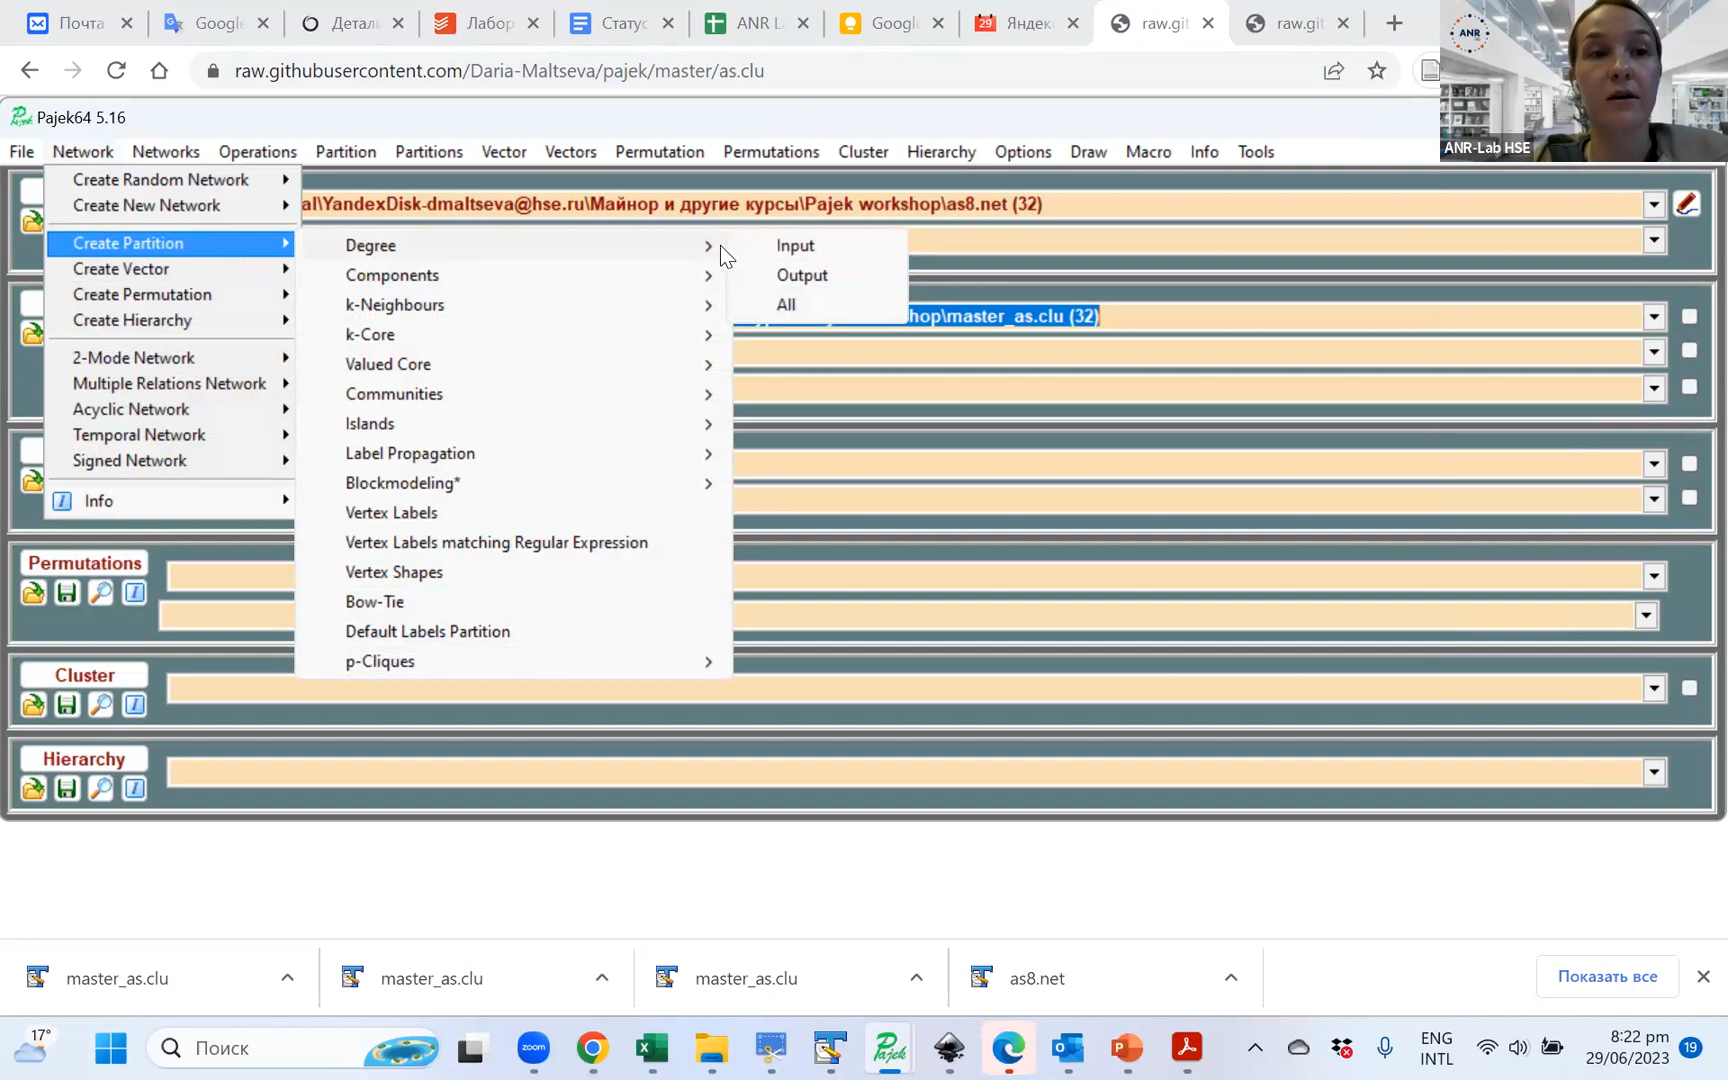 Почта
Google
Детали
Лабор
Статус
ANR L
Google
Яндекс
raw.git
raw.git
raw.githubusercontent.com/Daria-Maltseva/pajek/master/as.clu
ANR
ANR-Lab HSE
Pajek64 5.16
File Network Networks Operations Partition Partitions Vector Vectors Permutation Permutations Cluster Hierarchy Options Draw Macro Info Tools
al\YandexDisk-dmaltseva@hse.ru\Майнор и другие курсы\Pajek workshop\as8.net (32)
hop\master_as.clu (32)
Create Random Network
Create New Network
Create Partition
Create Vector
Create Permutation
Create Hierarchy
2-Mode Network
Multiple Relations Network
Acyclic Network
Temporal Network
Signed Network
Info
Degree
Components
k-Neighbours
k-Core
Valued Core
Communities
Islands
Label Propagation
Blockmodeling*
Vertex Labels
Vertex Labels matching Regular Expression
Vertex Shapes
Bow-Tie
Default Labels Partition
p-Cliques
Input
Output
All
Permutations
Cluster
Hierarchy
master_as.clu
master_as.clu
master_as.clu
as8.net
Показать все
17°
Поиск
zoom
Pajek
ENG
INTL
8:22 pm
29/06/2023
19